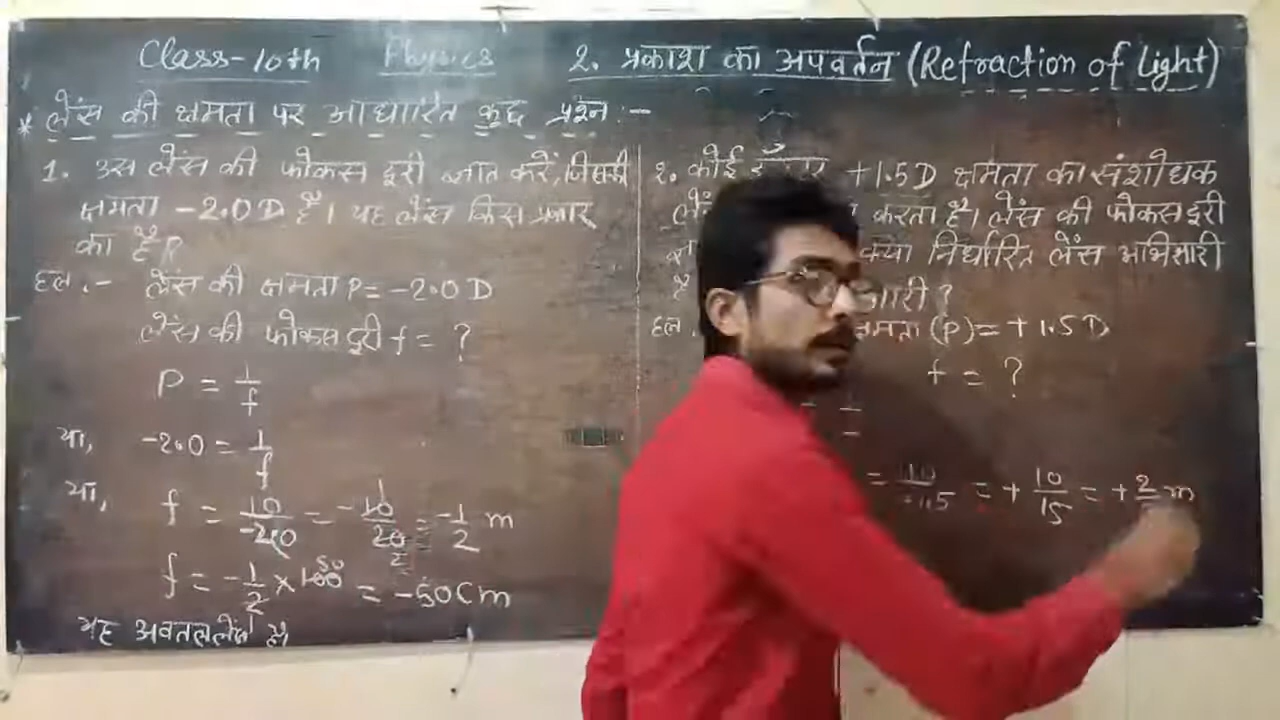 Class-10th Physics 2. प्रकाश का अपवर्तन (Refraction of Light)
* लेंस की क्षमता पर आधारित कुछ प्रश्न :-
1. उस लेंस की फोकस दूरी ज्ञात करें, जिसकी
क्षमता -2.0 D है। यह लेंस किस प्रकार
का है?
हल :- लेंस की क्षमता P = -2.0 D
लेंस की फोकस दूरी f = ?
P = 1/f
या, -2.0 = 1/f
या, f = 10/-20 = -10/20 = -1/2 m
f = -1/2 × 100 = -50 Cm
यह अवतल लेंस है।
2. कोई +1.5 D क्षमता का संशोधक
करता है। लेंस की फोकस दूरी
क्या निर्धारित लेंस अभिसारी
है ?
हल (P) = +1.5 D
f = ?
= + 10/15 = + 2 m